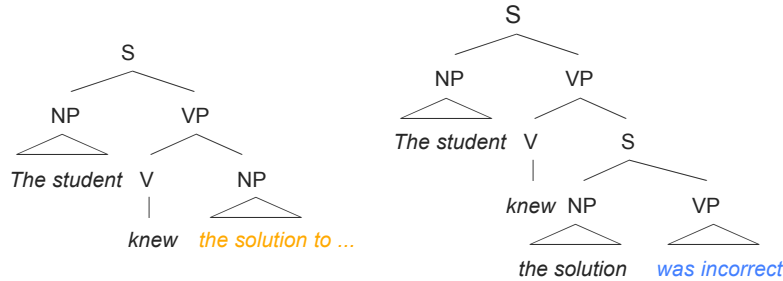 S
NP VP
The student V NP
knew the solution to ...
S
NP VP
The student V S
knew NP VP
the solution was incorrect